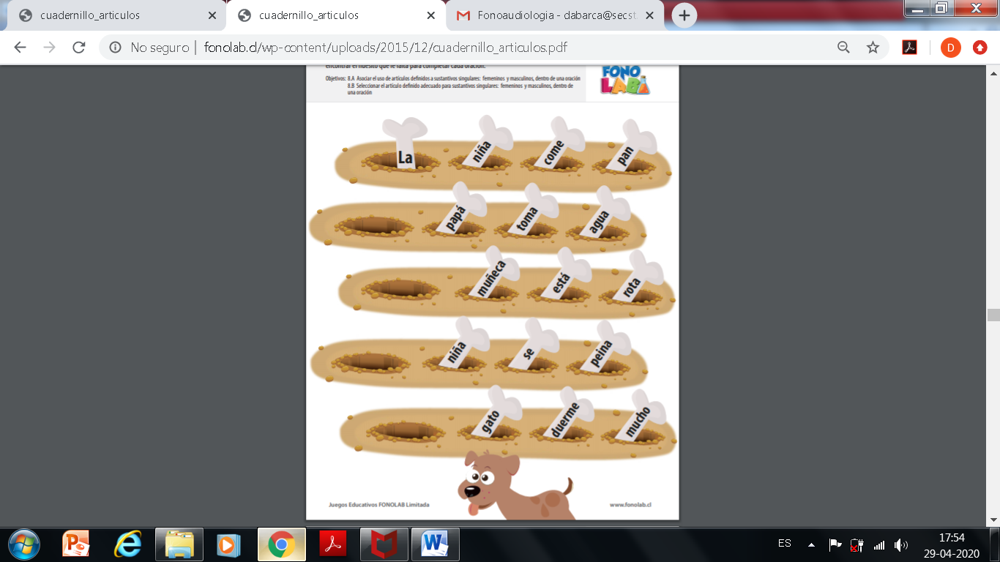 cuadernillo_articulos
cuadernillo_articulos
Fonoaudiologia - dabarca@secst
No seguro | fonolab.cl/wp-content/uploads/2015/12/cuadernillo_articulos.pdf
D
encontrar el huesito que le falta para completar cada oración.
Objetivos: 8.A Asociar el uso de artículos definidos a sustantivos singulares: femeninos y masculinos, dentro de una oración
8.B Seleccionar el artículo definido adecuado para sustantivos singulares: femeninos y masculinos, dentro de
una oración
FONO
LAB
La niña come pan
papá toma agua
muñeca está rota
niña se peina
gato duerme mucho
Juegos Educativos FONOLAB Limitada
www.fonolab.cl
ES
17:54
29-04-2020